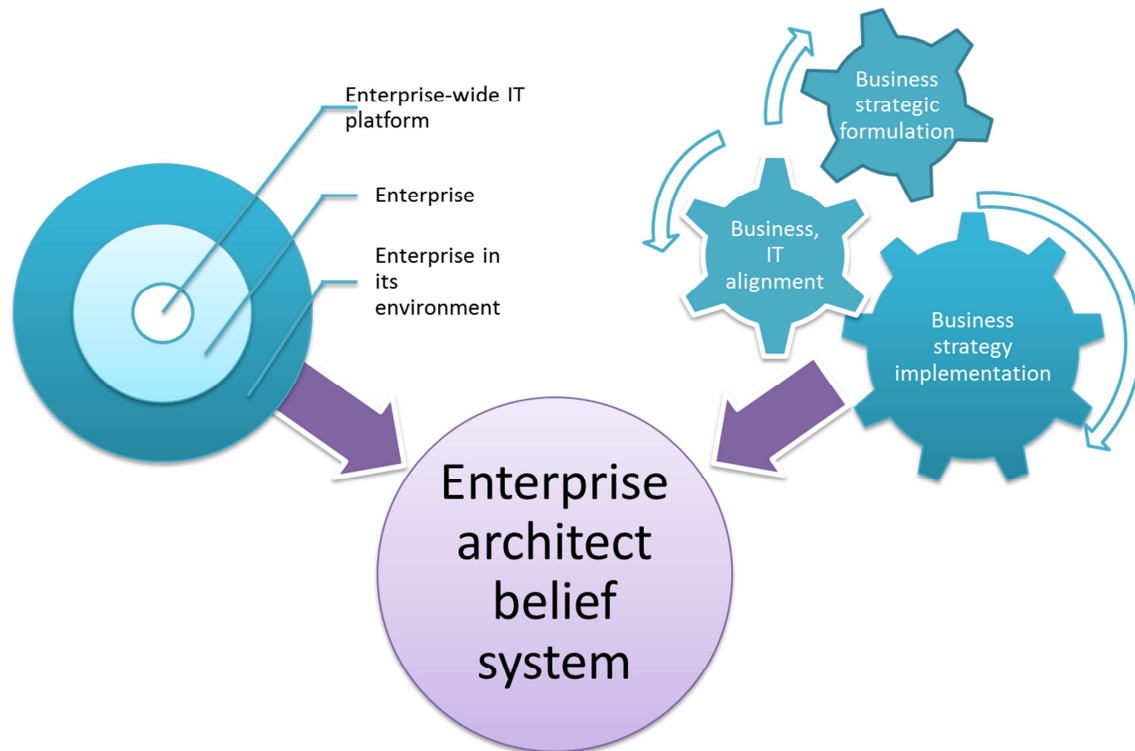 Enterprise-wide IT
platform
Enterprise
Enterprise in
its
environment
Business
strategic
formulation
Business,
IT
alignment
Business
strategy
implementation
Enterprise
architect
belief
system